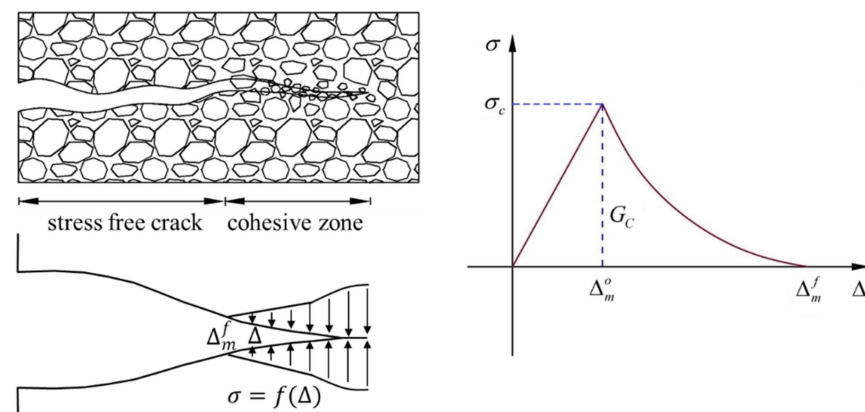 stress free crack
cohesive zone
Δ_m^f
Δ
σ = f(Δ)
σ
σ_c
G_C
Δ_m^o
Δ_m^f
Δ